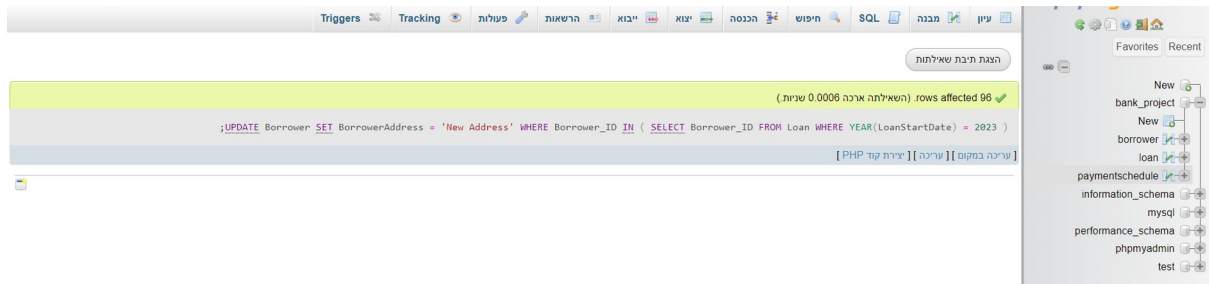 עיון מבנה SQL חיפוש הכנסה יצוא ייבוא הרשאות פעולות Tracking Triggers
הצגת תיבת שאילתות
96 rows affected. (השאילתה ארכה 0.0006 שניות.)
UPDATE Borrower SET BorrowerAddress = 'New Address' WHERE Borrower_ID IN ( SELECT Borrower_ID FROM Loan WHERE YEAR(LoanStartDate) = 2023 );
[ עריכה במקום ] [ עריכה ] [ יצירת קוד PHP ]
Recent Favorites
New
bank_project
New
borrower
loan
paymentschedule
information_schema
mysql
performance_schema
phpmyadmin
test